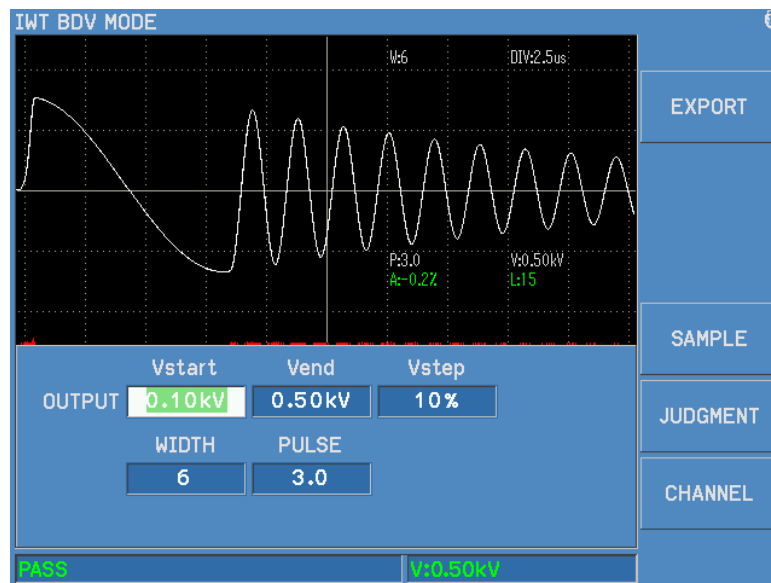 IWT BDV MODE
W:6 DIV:2.5us
P:3.0 V:0.50kV
A:-0.2% L:15
EXPORT
SAMPLE
JUDGMENT
CHANNEL
Vstart Vend Vstep
OUTPUT 0.10kV 0.50kV 10%
WIDTH PULSE
6 3.0
PASS V:0.50kV